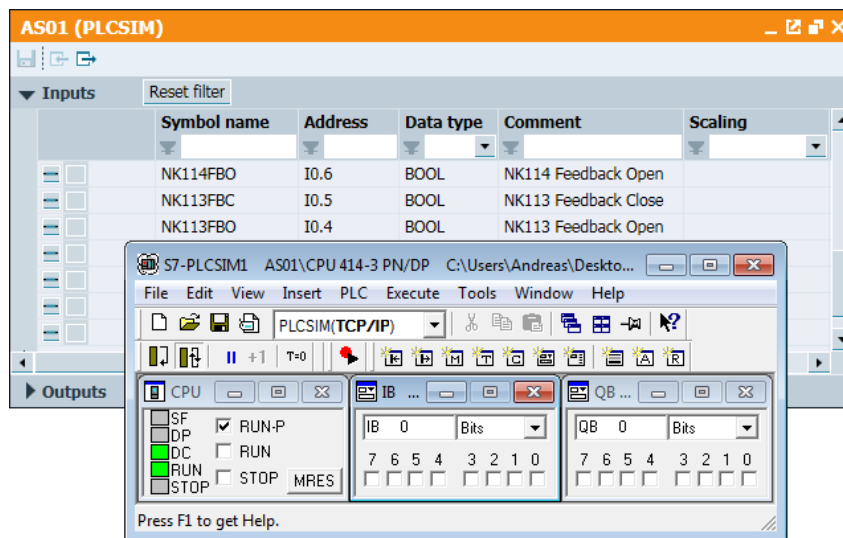 AS01 (PLCSIM)
Inputs Reset filter
Symbol name Address Data type Comment Scaling
NK114FBO I0.6 BOOL NK114 Feedback Open
NK113FBC I0.5 BOOL NK113 Feedback Close
NK113FBO I0.4 BOOL NK113 Feedback Open
Outputs
S7-PLCSIM1 AS01\CPU 414-3 PN/DP C:\Users\Andreas\Deskto...
File Edit View Insert PLC Execute Tools Window Help
PLCSIM(TCP/IP)
+1 T=0
CPU IB ... QB ...
SF
DP
DC
RUN
STOP
RUN-P
RUN
STOP MRES
IB 0 Bits
7 6 5 4 3 2 1 0
QB 0 Bits
7 6 5 4 3 2 1 0
Press F1 to get Help.